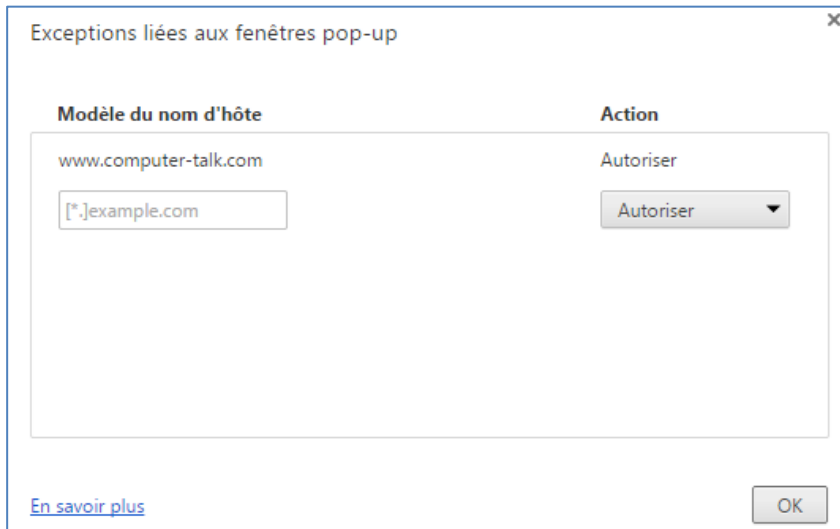 Exceptions liées aux fenêtres pop-up
Modèle du nom d'hôte Action
www.computer-talk.com Autoriser
[*.]example.com Autoriser
En savoir plus OK